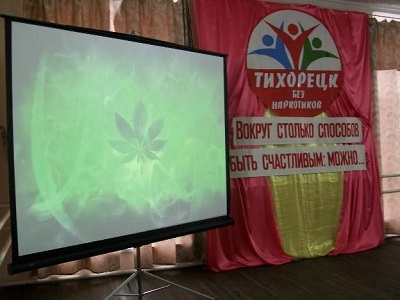 ТИХОРЕЦК
БЕЗ
НАРКОТИКОВ
ВОКРУГ СТОЛЬКО СПОСОБОВ
БЫТЬ СЧАСТЛИВЫМ: МОЖНО...